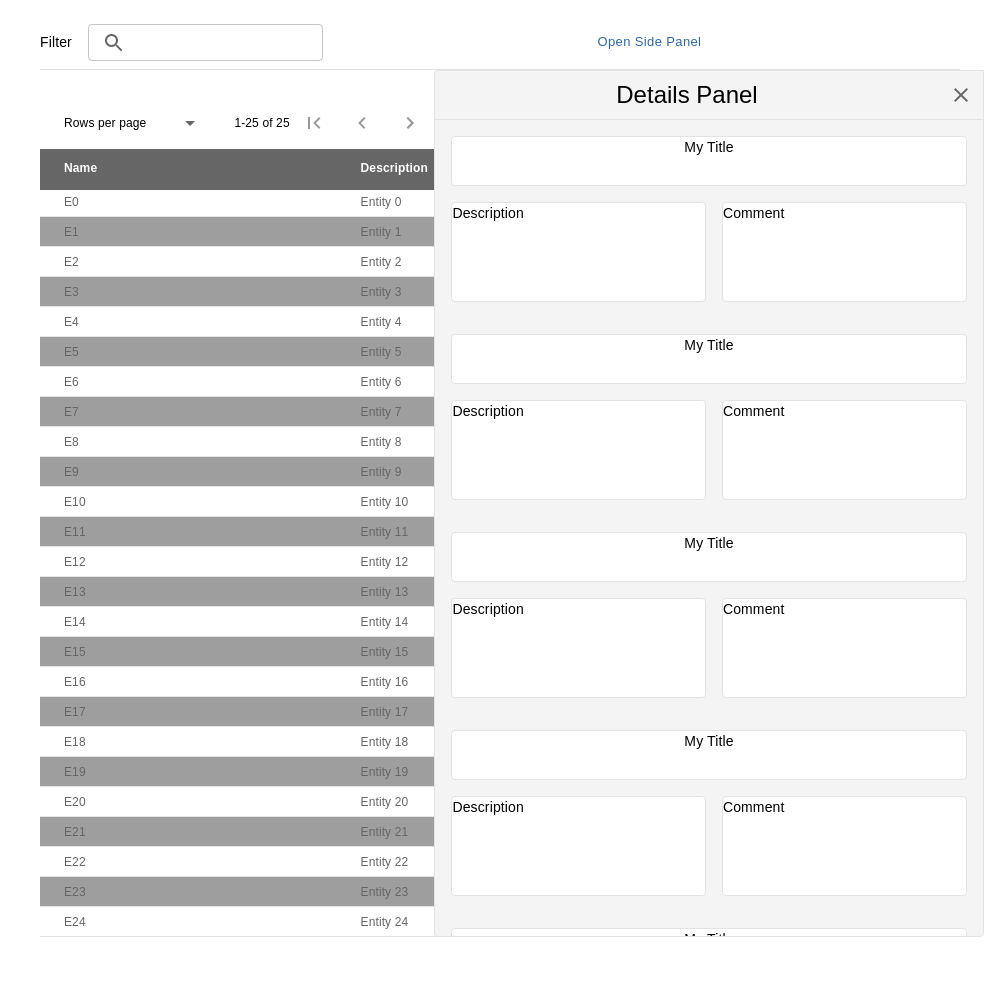 Filter
Open Side Panel
Details Panel
Rows per page
1-25 of 25
Name Description
E0 Entity 0
E1 Entity 1
E2 Entity 2
E3 Entity 3
E4 Entity 4
E5 Entity 5
E6 Entity 6
E7 Entity 7
E8 Entity 8
E9 Entity 9
E10 Entity 10
E11 Entity 11
E12 Entity 12
E13 Entity 13
E14 Entity 14
E15 Entity 15
E16 Entity 16
E17 Entity 17
E18 Entity 18
E19 Entity 19
E20 Entity 20
E21 Entity 21
E22 Entity 22
E23 Entity 23
E24 Entity 24
My Title
Description Comment
My Title
Description Comment
My Title
Description Comment
My Title
Description Comment
My Title